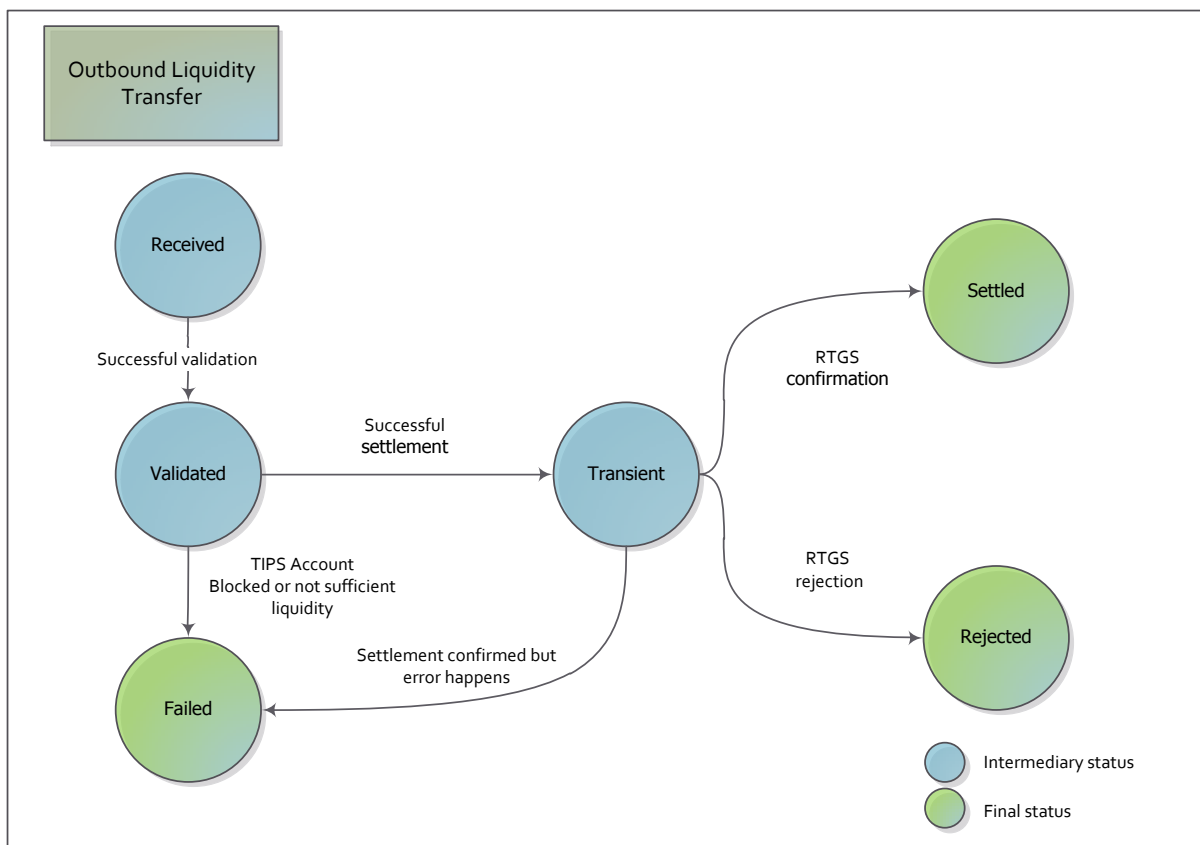 Outbound Liquidity
Transfer
Received
Successful validation
Validated
Successful
settlement
Transient
RTGS
confirmation
Settled
TIPS Account
Blocked or not sufficient
liquidity
RTGS
rejection
Rejected
Settlement confirmed but
error happens
Failed
Intermediary status
Final status